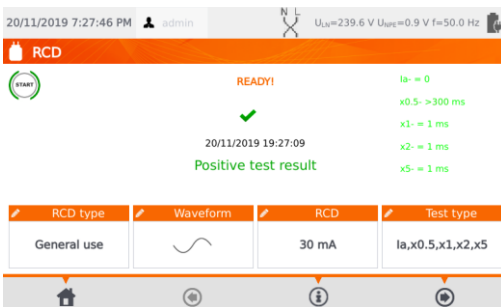 20/11/2019 7:27:46 PM admin N L U_LN=239.6 V U_NPE=0.9 V f=50.0 Hz
RCD
START
READY!
20/11/2019 19:27:09
Positive test result
Ia- = 0
x0.5- >300 ms
x1- = 1 ms
x2- = 1 ms
x5- = 1 ms
RCD type
General use
Waveform
RCD
30 mA
Test type
Ia,x0.5,x1,x2,x5